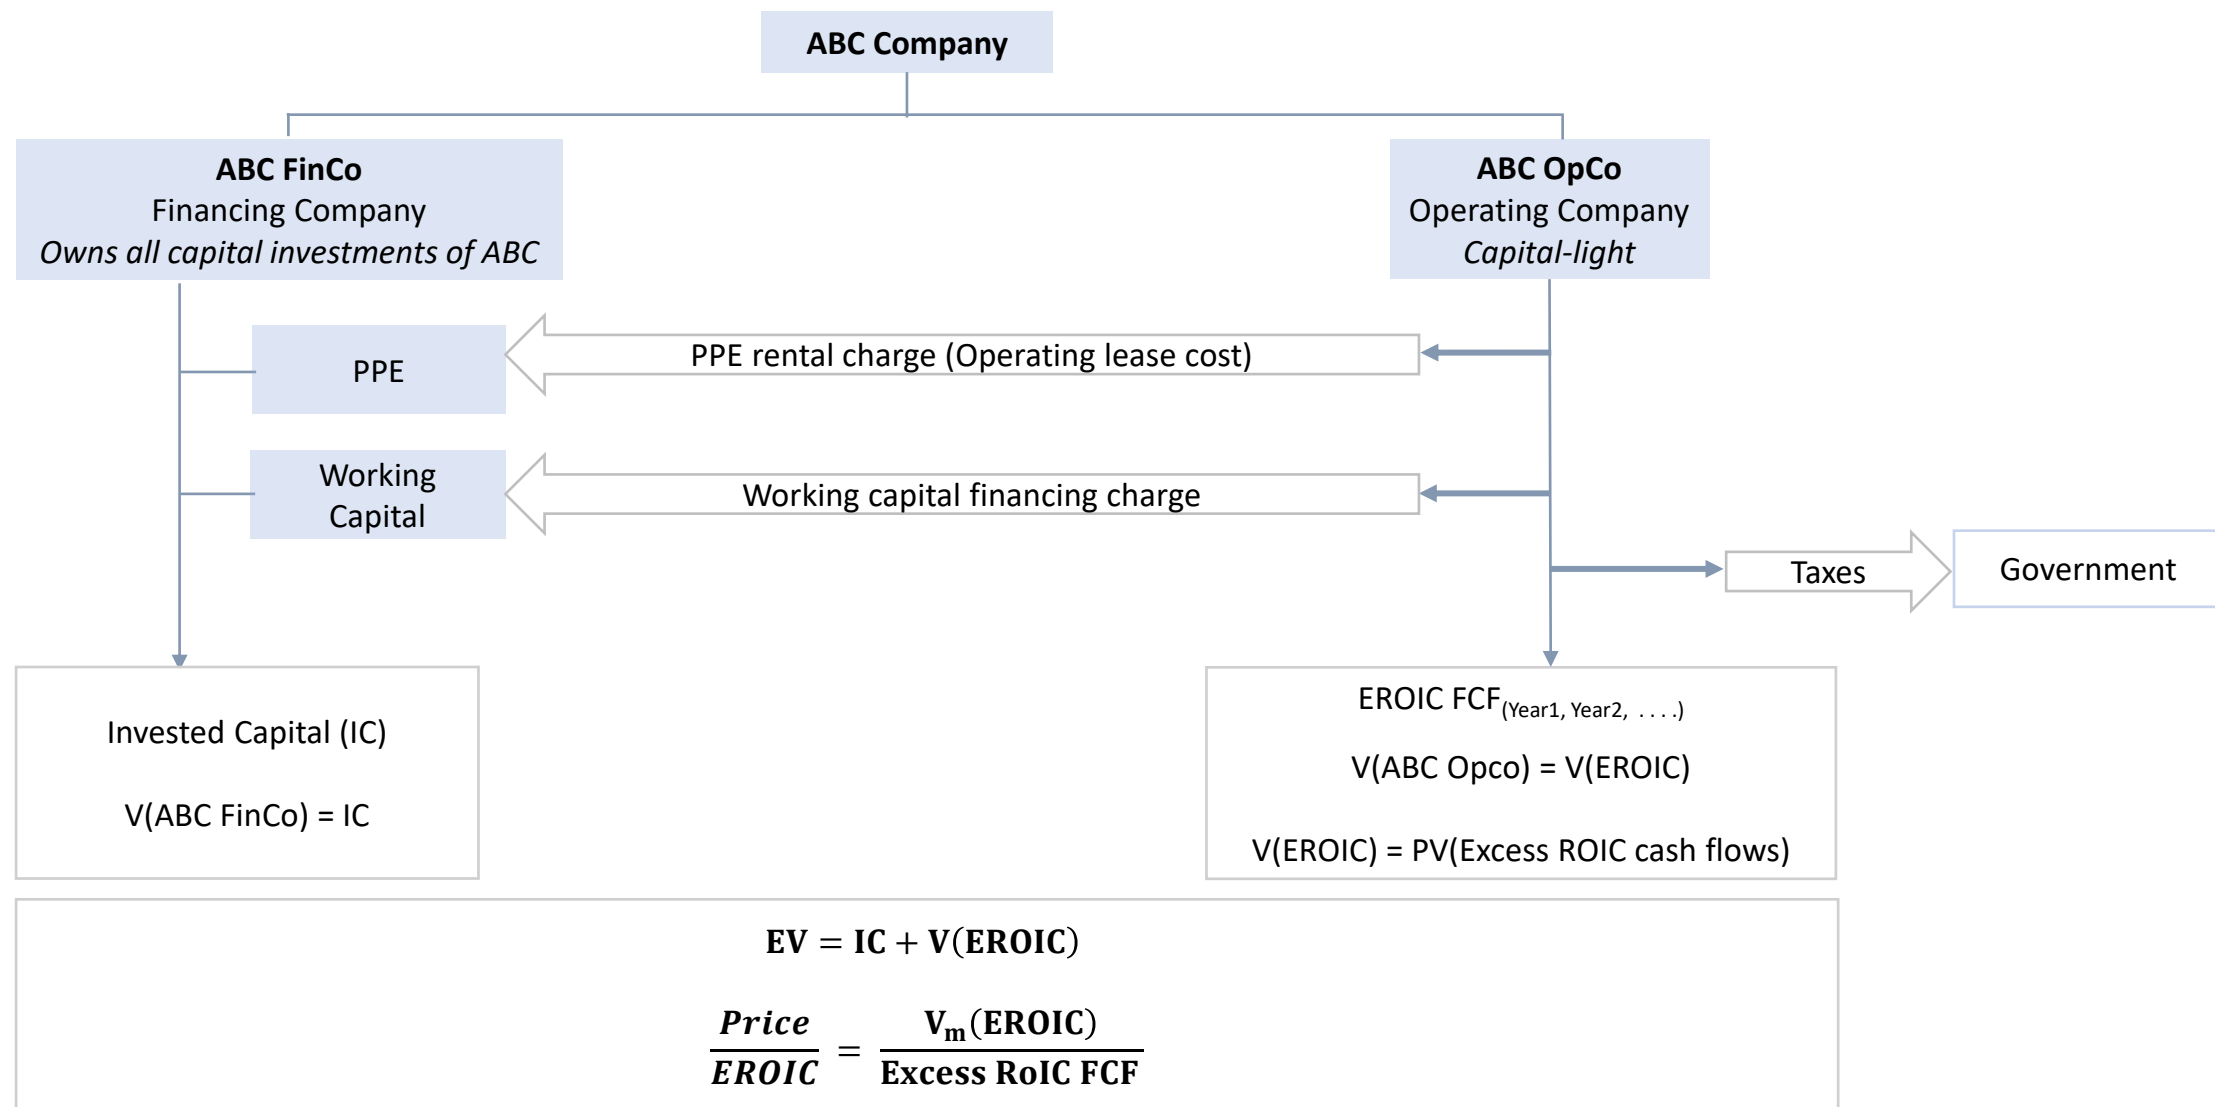 ABC Company
ABC FinCo
Financing Company
Owns all capital investments of ABC
ABC OpCo
Operating Company
Capital-light
PPE
PPE rental charge (Operating lease cost)
Working
Capital
Working capital financing charge
Taxes
Government
Invested Capital (IC)
V(ABC FinCo) = IC
EROIC FCF(Year1, Year2, . . . .)
V(ABC Opco) = V(EROIC)
V(EROIC) = PV(Excess ROIC cash flows)
EV = IC + V(EROIC)
Price / EROIC = Vm(EROIC) / Excess RoIC FCF